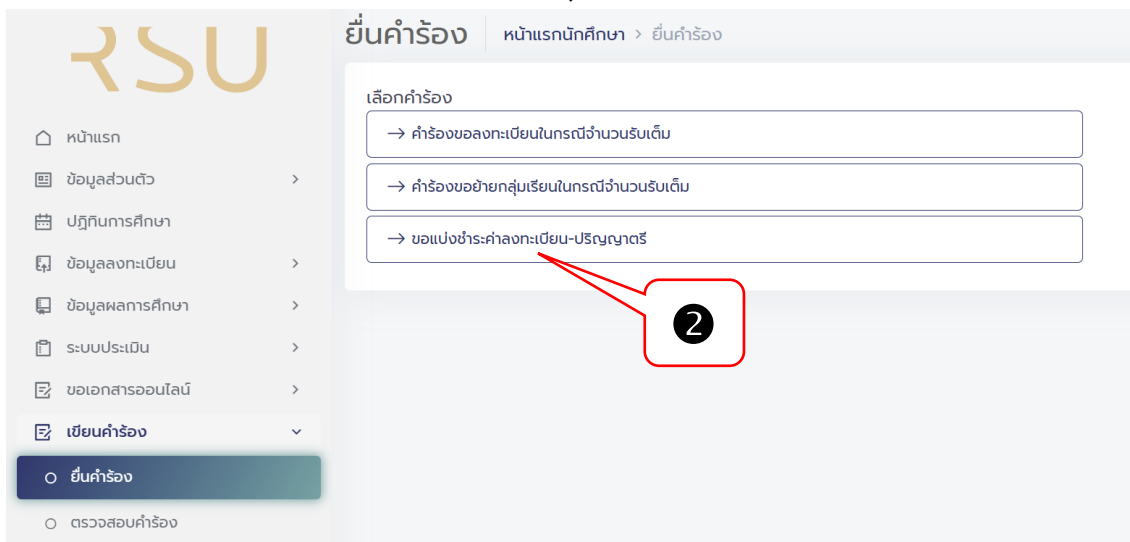 RSU
หน้าแรก
ข้อมูลส่วนตัว
ปฏิทินการศึกษา
ข้อมูลลงทะเบียน
ข้อมูลผลการศึกษา
ระบบประเมิน
ขอเอกสารออนไลน์
เขียนคำร้อง
ยื่นคำร้อง
ตรวจสอบคำร้อง
ยื่นคำร้อง หน้าแรกนักศึกษา > ยื่นคำร้อง
เลือกคำร้อง
→ คำร้องขอลงทะเบียนในกรณีจำนวนรับเต็ม
→ คำร้องขอย้ายกลุ่มเรียนในกรณีจำนวนรับเต็ม
→ ขอแบ่งชำระค่าลงทะเบียน-ปริญญาตรี
❷